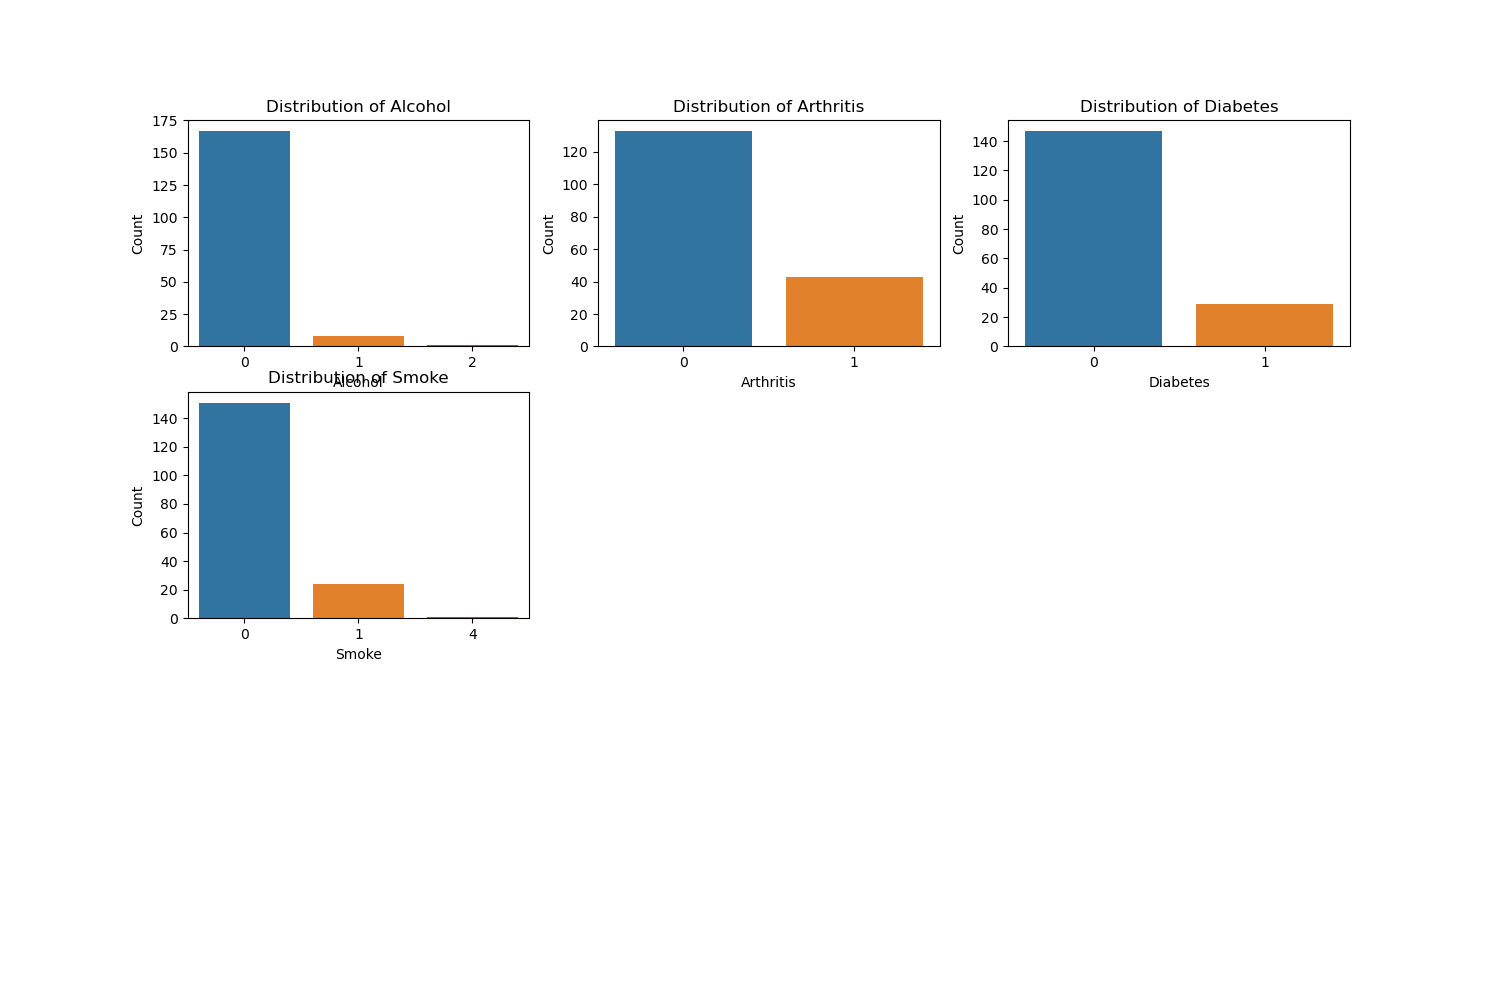 Distribution of Alcohol
175
150
125
100
75
50
25
0
Count
0 1 2
Alcohol
Distribution of Arthritis
120
100
80
60
40
20
0
Count
0 1
Arthritis
Distribution of Diabetes
140
120
100
80
60
40
20
0
Count
0 1
Diabetes
Distribution of Smoke
140
120
100
80
60
40
20
0
Count
0 1 4
Smoke